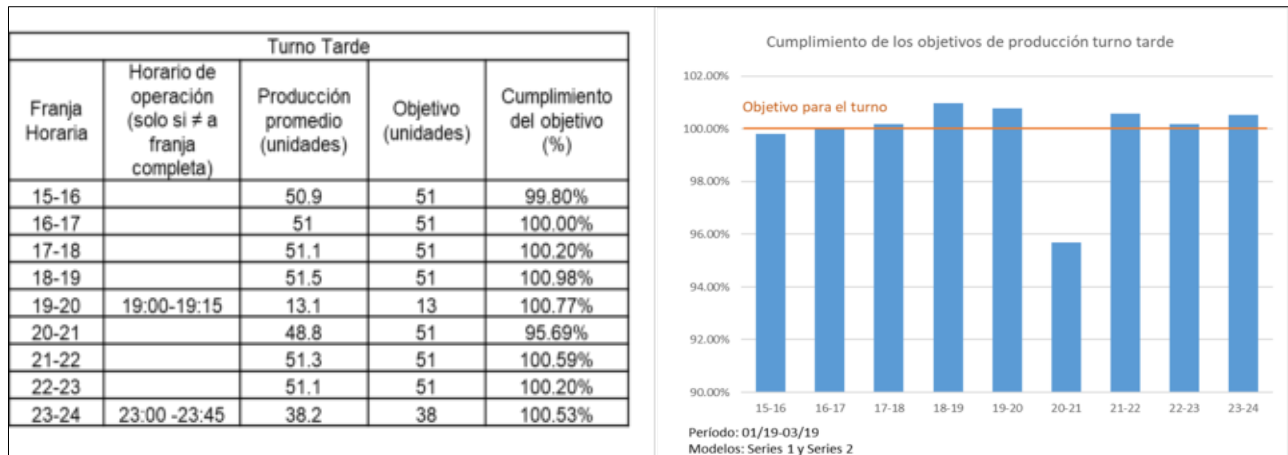 Turno Tarde
Franja Horaria
Horario de operación (solo si ≠ a franja completa)
Producción promedio (unidades)
Objetivo (unidades)
Cumplimiento del objetivo (%)
15-16 50.9 51 99.80%
16-17 51 51 100.00%
17-18 51.1 51 100.20%
18-19 51.5 51 100.98%
19-20 19:00-19:15 13.1 13 100.77%
20-21 48.8 51 95.69%
21-22 51.3 51 100.59%
22-23 51.1 51 100.20%
23-24 23:00 -23:45 38.2 38 100.53%
Cumplimiento de los objetivos de producción turno tarde
102.00%
Objetivo para el turno
100.00%
98.00%
96.00%
94.00%
92.00%
90.00%
15-16 16-17 17-18 18-19 19-20 20-21 21-22 22-23 23-24
Período: 01/19-03/19
Modelos: Series 1 y Series 2